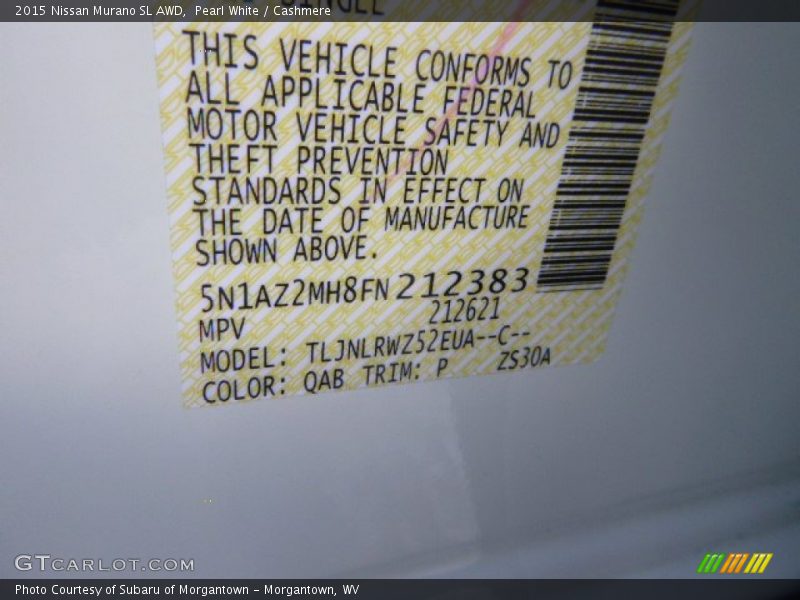 2015 Nissan Murano SL AWD, Pearl White / Cashmere
SINGLE
THIS VEHICLE CONFORMS TO
ALL APPLICABLE FEDERAL
MOTOR VEHICLE SAFETY AND
THEFT PREVENTION
STANDARDS IN EFFECT ON
THE DATE OF MANUFACTURE
SHOWN ABOVE.
5N1AZ2MH8FN212383
MPV 212621
MODEL: TLJNLRWZ52EUA--C--
COLOR: QAB TRIM: P ZS30A
GTCARLOT.COM
Photo Courtesy of Subaru of Morgantown - Morgantown, WV